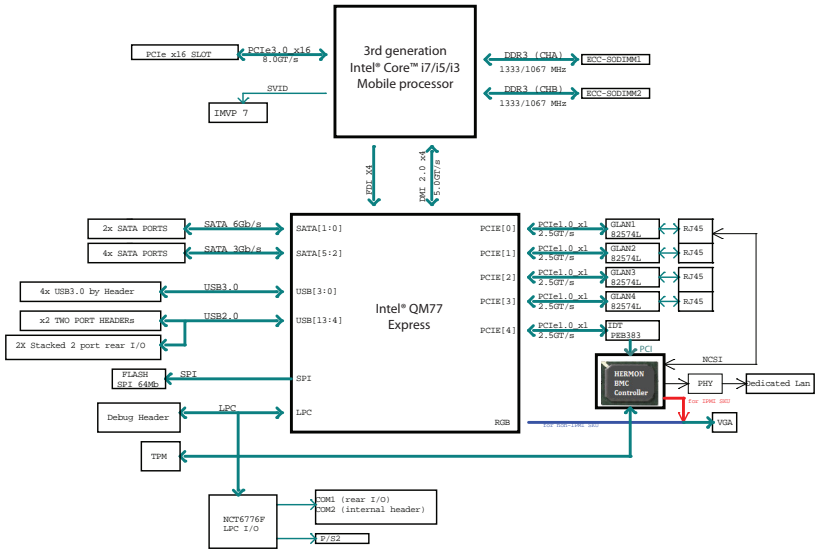 3rd generation
Intel® Core™ i7/i5/i3
Mobile processor
PCIe x16 SLOT
PCIe3.0 x16
8.0GT/s
SVID
IMVP 7
DDR3 (CHA)
1333/1067 MHz
ECC-SODIMM1
DDR3 (CHB)
1333/1067 MHz
ECC-SODIMM2
FDI X4
DMI 2.0 x4
5.0GT/s
2x SATA PORTS
SATA 6Gb/s
SATA[1:0]
4x SATA PORTS
SATA 3Gb/s
SATA[5:2]
4x USB3.0 by Header
USB3.0
USB[3:0]
x2 TWO PORT HEADERs
USB2.0
USB[13:4]
2X Stacked 2 port rear I/O
FLASH
SPI 64Mb
SPI
SPI
Debug Header
LPC
LPC
TPM
Intel® QM77
Express
PCIE[0]
PCIe1.0 x1
2.5GT/s
GLAN1
82574L
RJ45
PCIE[1]
PCIe1.0 x1
2.5GT/s
GLAN2
82574L
RJ45
PCIE[2]
PCIe1.0 x1
2.5GT/s
GLAN3
82574L
RJ45
PCIE[3]
PCIe1.0 x1
2.5GT/s
GLAN4
82574L
RJ45
PCIE[4]
PCIe1.0 x1
2.5GT/s
IDT
PEB383
PCI
NCSI
HERMON
BMC
Controller
PHY
Dedicated Lan
for IPMI SKU
RGB
for non-IPMI SKU
VGA
NCT6776F
LPC I/O
COM1 (rear I/O)
COM2 (internal header)
P/S2